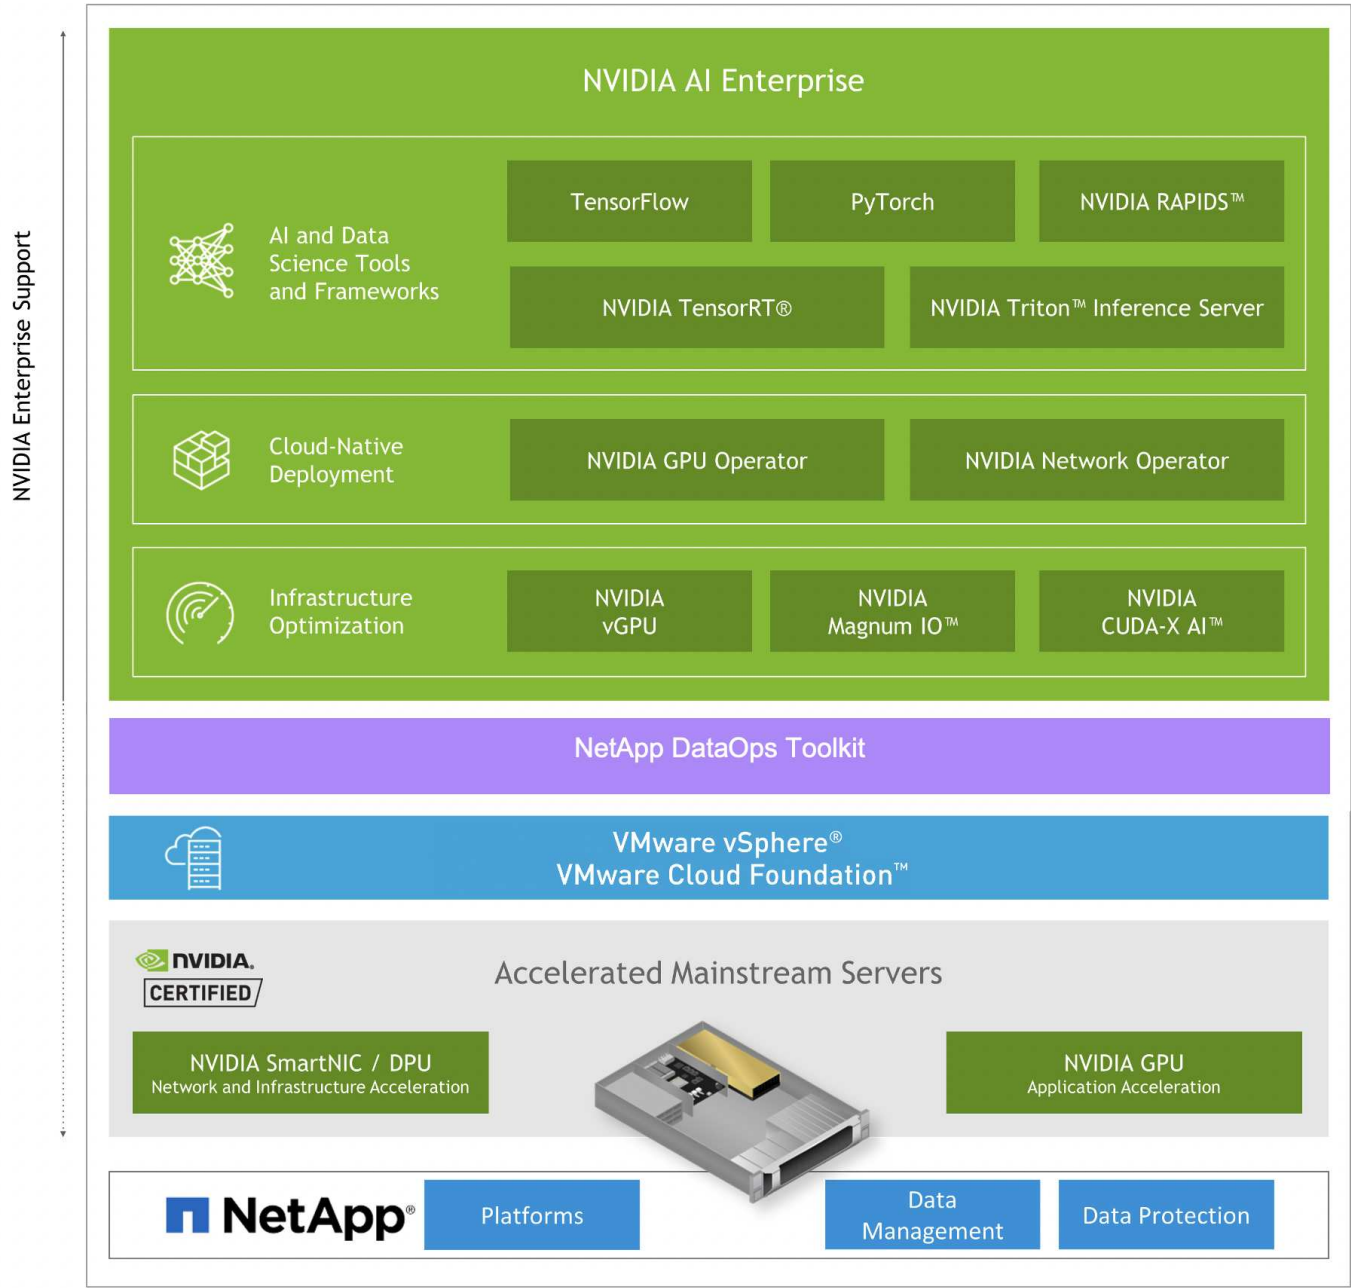 NVIDIA Enterprise Support
NVIDIA AI Enterprise
AI and Data
Science Tools
and Frameworks
TensorFlow
PyTorch
NVIDIA RAPIDS™
NVIDIA TensorRT®
NVIDIA Triton™ Inference Server
Cloud-Native
Deployment
NVIDIA GPU Operator
NVIDIA Network Operator
Infrastructure
Optimization
NVIDIA
vGPU
NVIDIA
Magnum IO™
NVIDIA
CUDA-X AI™
NetApp DataOps Toolkit
VMware vSphere®
VMware Cloud Foundation™
NVIDIA.
CERTIFIED
Accelerated Mainstream Servers
NVIDIA SmartNIC / DPU
Network and Infrastructure Acceleration
NVIDIA GPU
Application Acceleration
NetApp®
Platforms
Data
Management
Data Protection